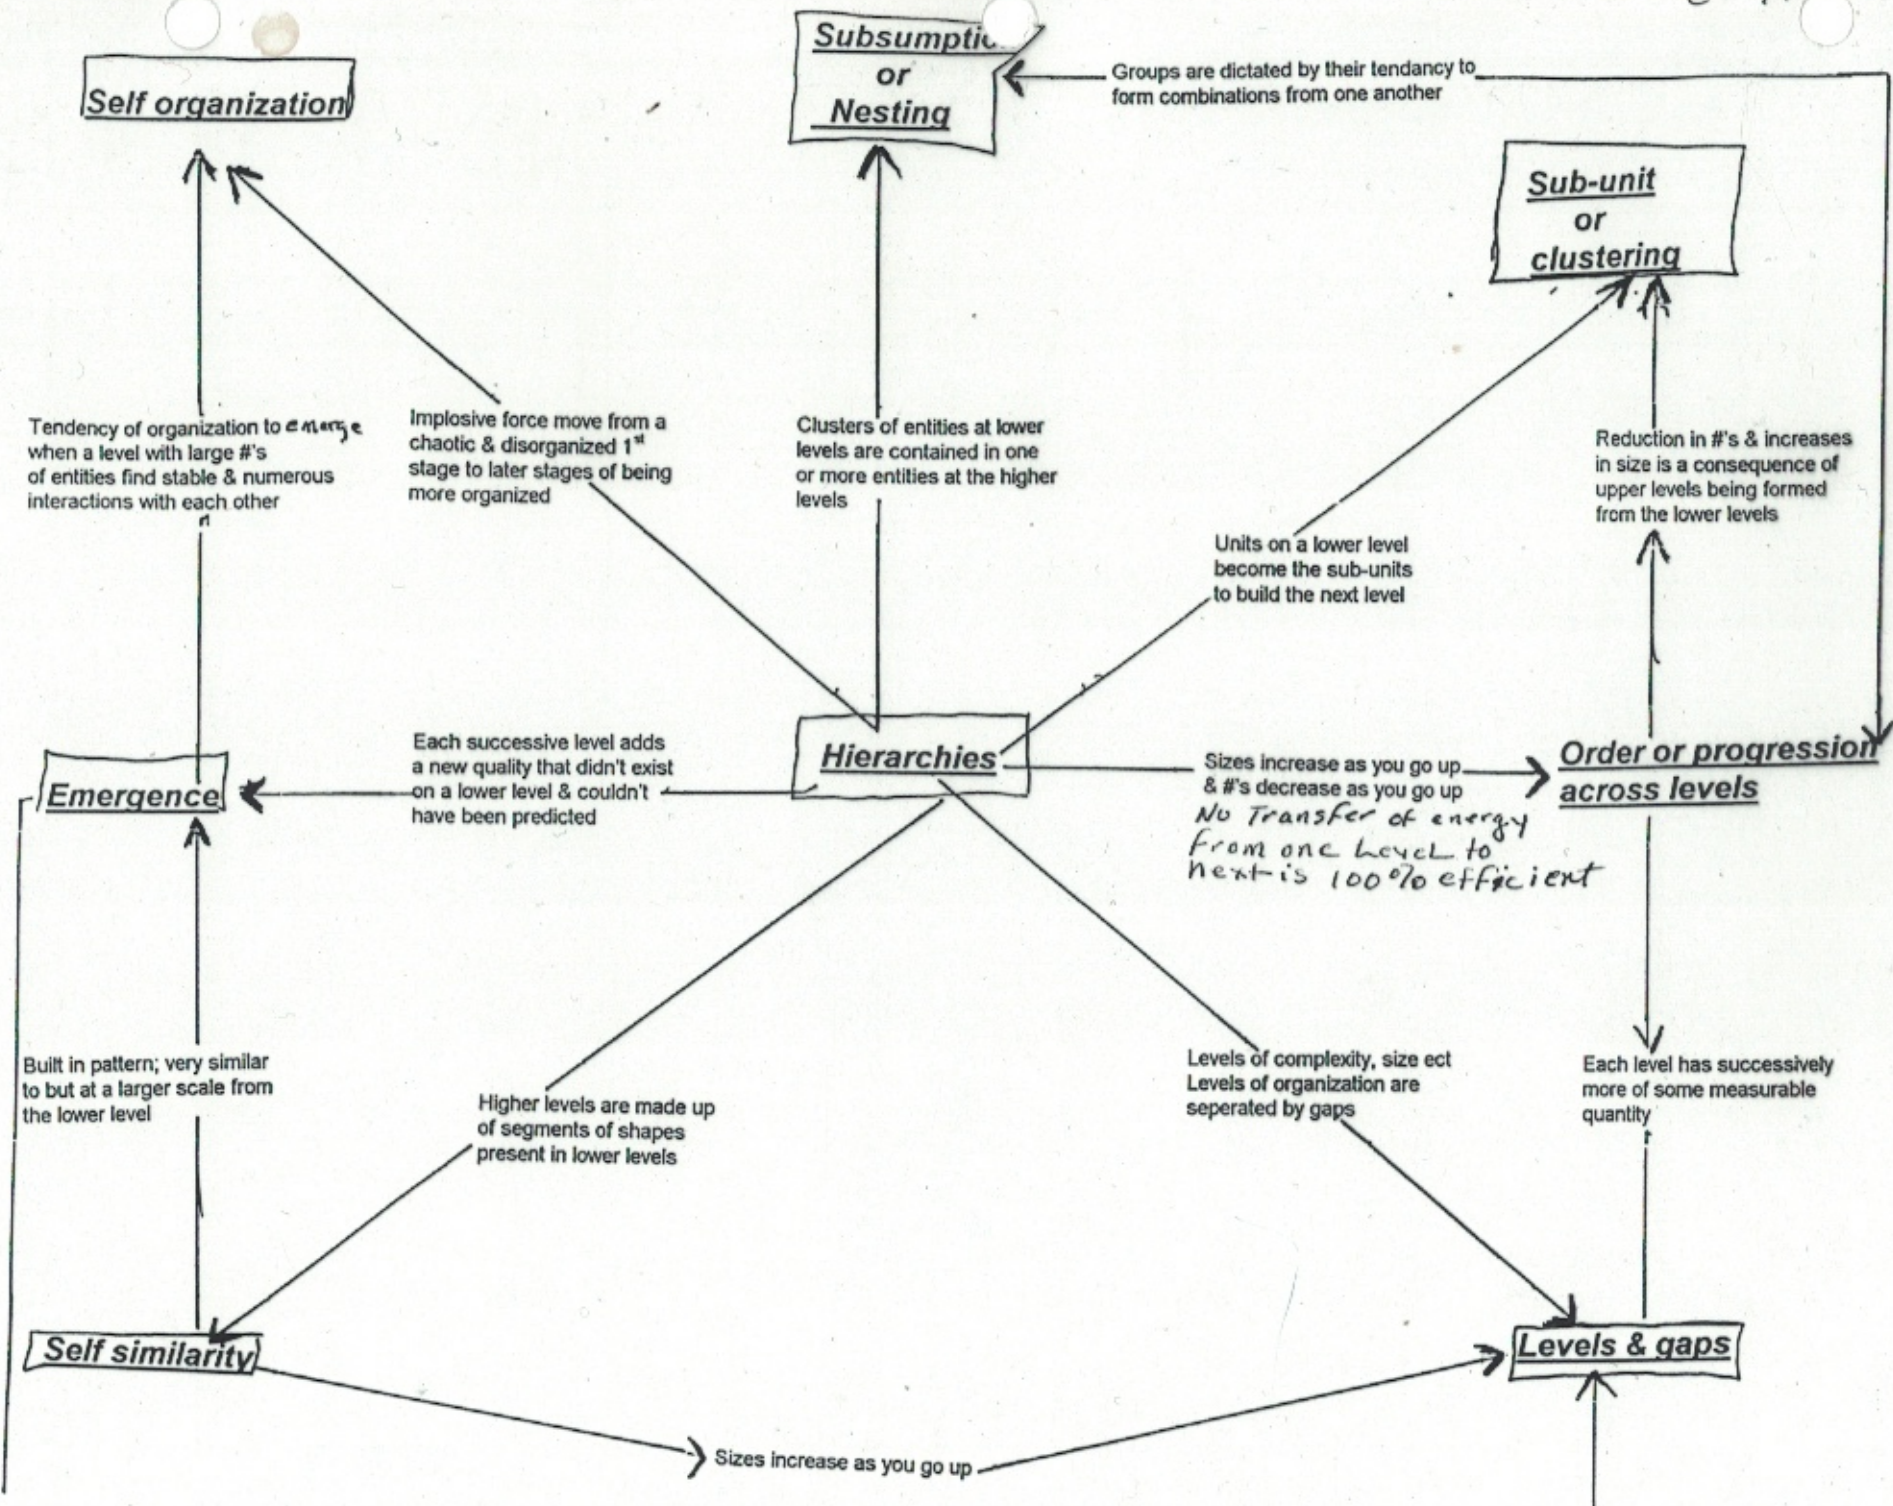 Self organization
or
Nesting
Groups are dictated by their tendancy to
form combinations from one another
Sub-unit
or
clustering
Tendency of organization to emerge
when a level with large #'s
of entities find stable & numerous
interactions with each other
Implosive force move from a
chaotic & disorganized 1st
stage to later stages of being
more organized
Clusters of entities at lower
levels are contained in one
or more entities at the higher
levels
Reduction in #'s & increases
in size is a consequence of
upper levels being formed
from the lower levels
Units on a lower level
become the sub-units
to build the next level
Emergence
Each successive level adds
a new quality that didn't exist
on a lower level & couldn't
have been predicted
Hierarchies
Sizes increase as you go up
& #'s decrease as you go up
No Transfer of energy
from one Level to
next is 100% efficient
Order or progression
across levels
Built in pattern; very similar
to but at a larger scale from
the lower level
Higher levels are made up
of segments of shapes
present in lower levels
Levels of complexity, size ect
Levels of organization are
seperated by gaps
Each level has successively
more of some measurable
quantity
Self similarity
Levels & gaps
Sizes increase as you go up